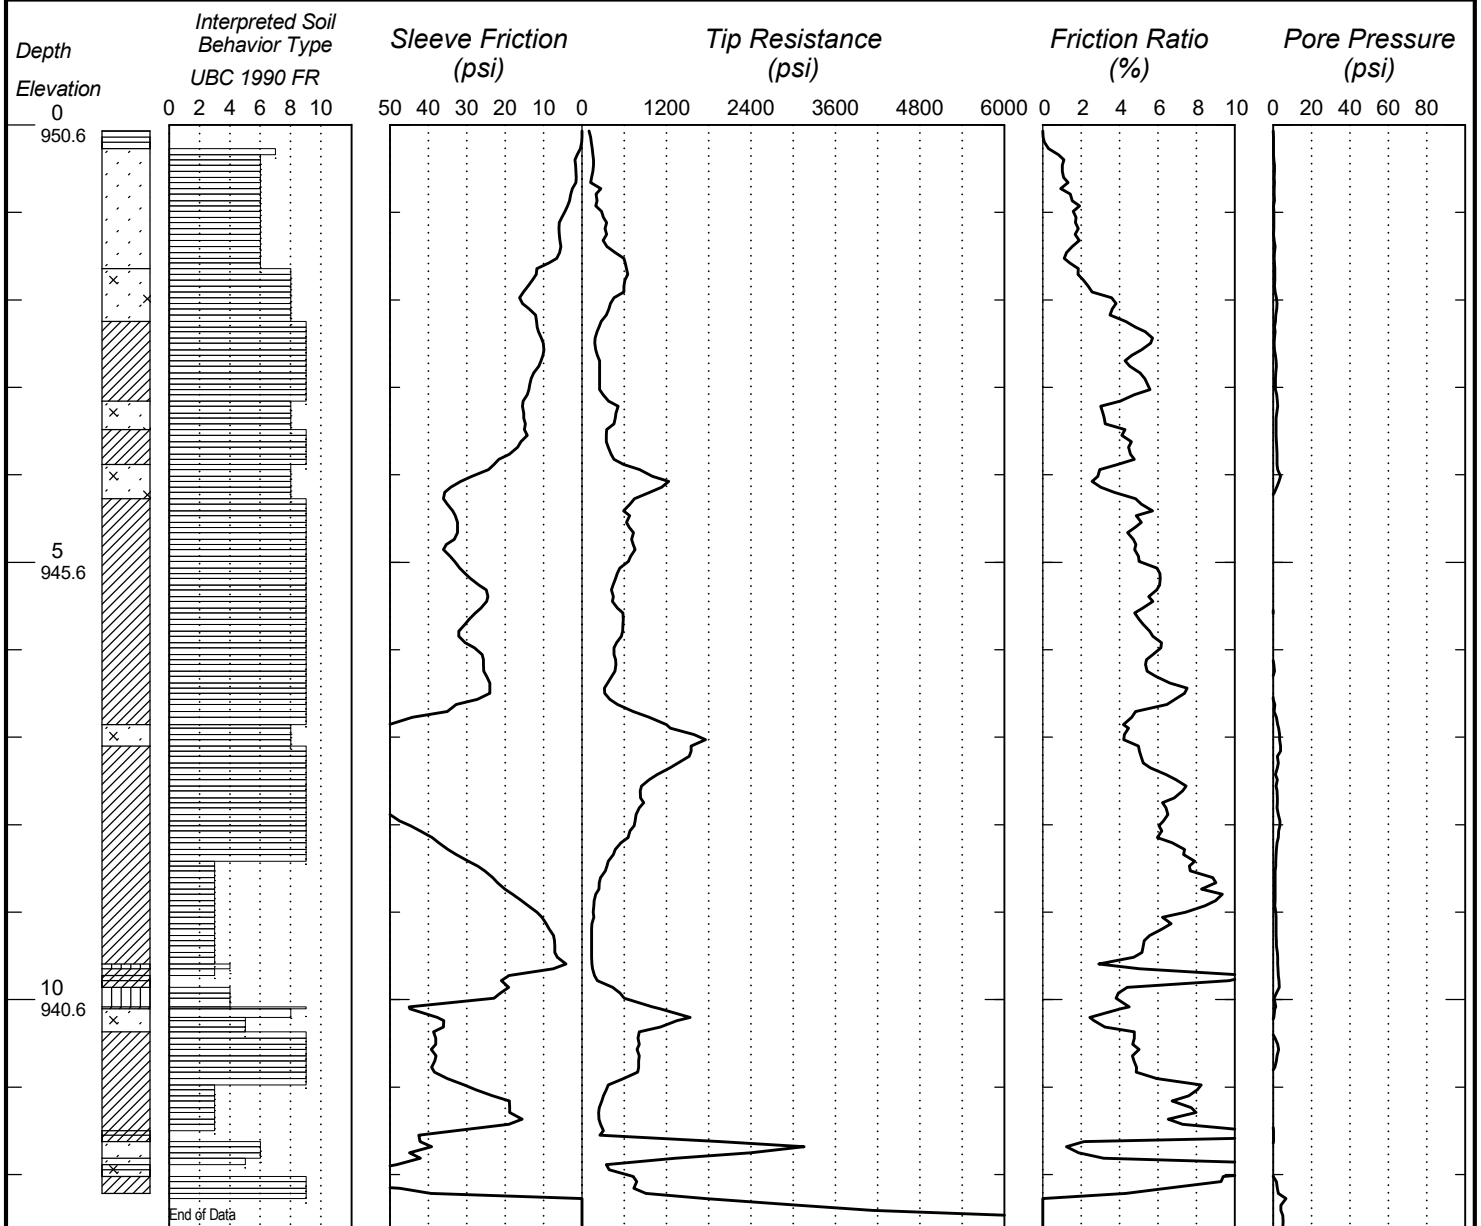 Depth
Elevation
Interpreted Soil
Behavior Type
UBC 1990 FR
Sleeve Friction
(psi)
Tip Resistance
(psi)
Friction Ratio
(%)
Pore Pressure
(psi)
0 2 4 6 8 10
50 40 30 20 10 0
1200 2400 3600 4800 6000
0 2 4 6 8 10
0 20 40 60 80
0
950.6
5
945.6
10
940.6
End of Data